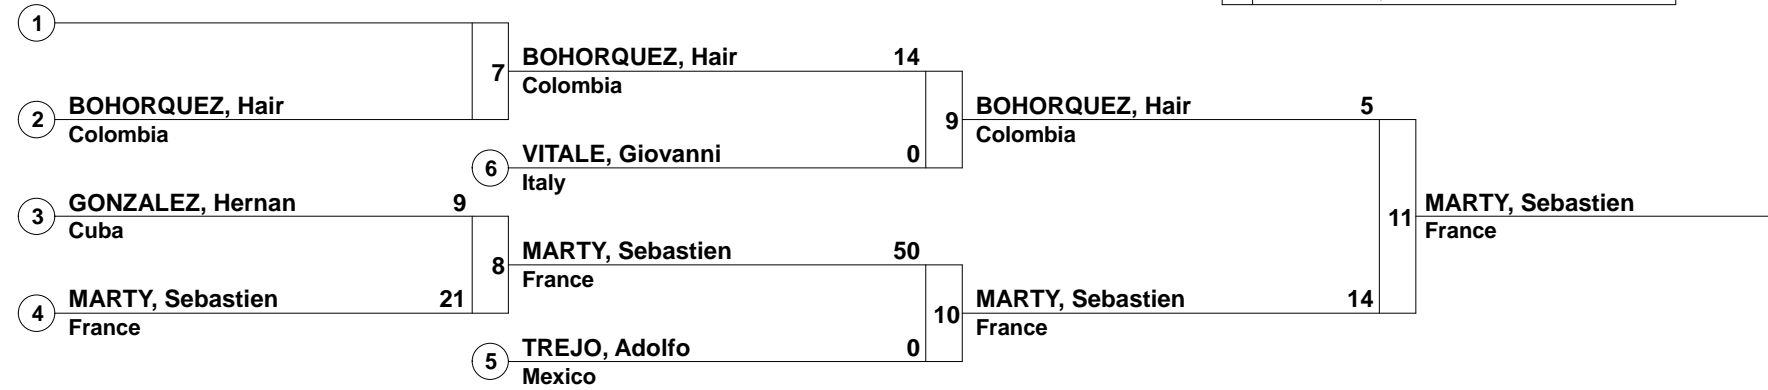 1
7
BOHORQUEZ, Hair 14
Colombia
2
BOHORQUEZ, Hair
Colombia
9
BOHORQUEZ, Hair 5
Colombia
6
VITALE, Giovanni 0
Italy
3
GONZALEZ, Hernan 9
Cuba
11
MARTY, Sebastien
France
8
MARTY, Sebastien 50
France
4
MARTY, Sebastien 21
France
10
MARTY, Sebastien 14
France
5
TREJO, Adolfo 0
Mexico